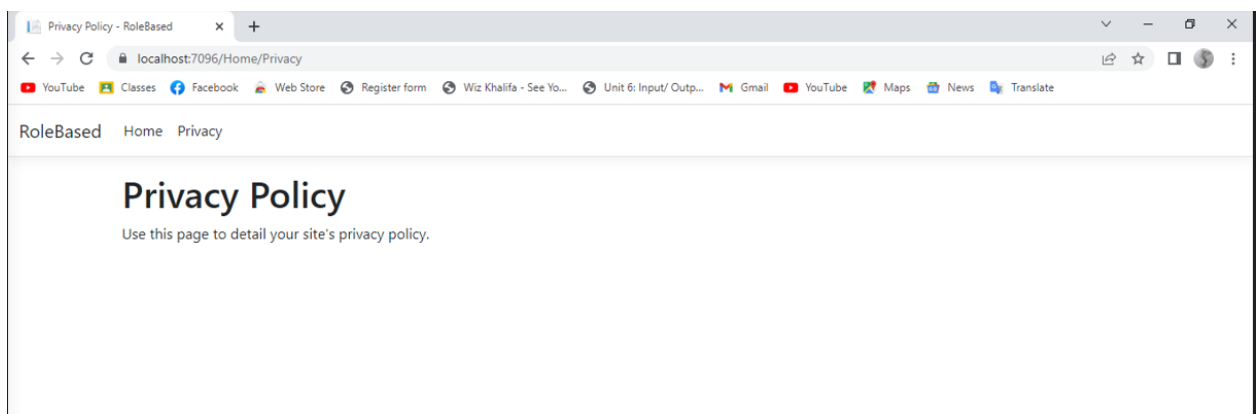 Privacy Policy - RoleBased
localhost:7096/Home/Privacy
YouTube Classes Facebook Web Store Register form Wiz Khalifa - See Yo... Unit 6: Input/ Outp... Gmail YouTube Maps News Translate
RoleBased Home Privacy
Privacy Policy
Use this page to detail your site's privacy policy.